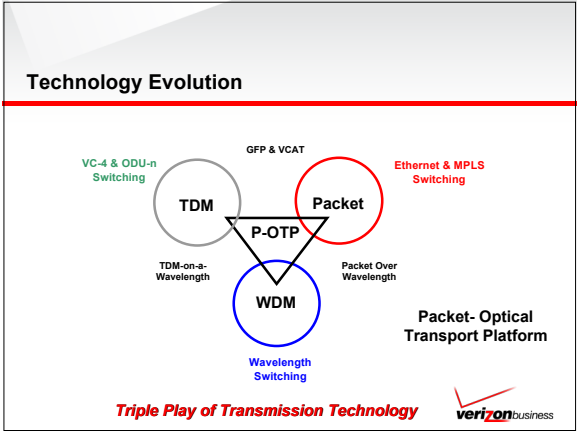 Technology Evolution
GFP & VCAT
VC-4 & ODU-n
Switching
Ethernet & MPLS
Switching
TDM
Packet
P-OTP
TDM-on-a-
Wavelength
Packet Over
Wavelength
WDM
Packet- Optical
Transport Platform
Wavelength
Switching
Triple Play of Transmission Technology
verizonbusiness